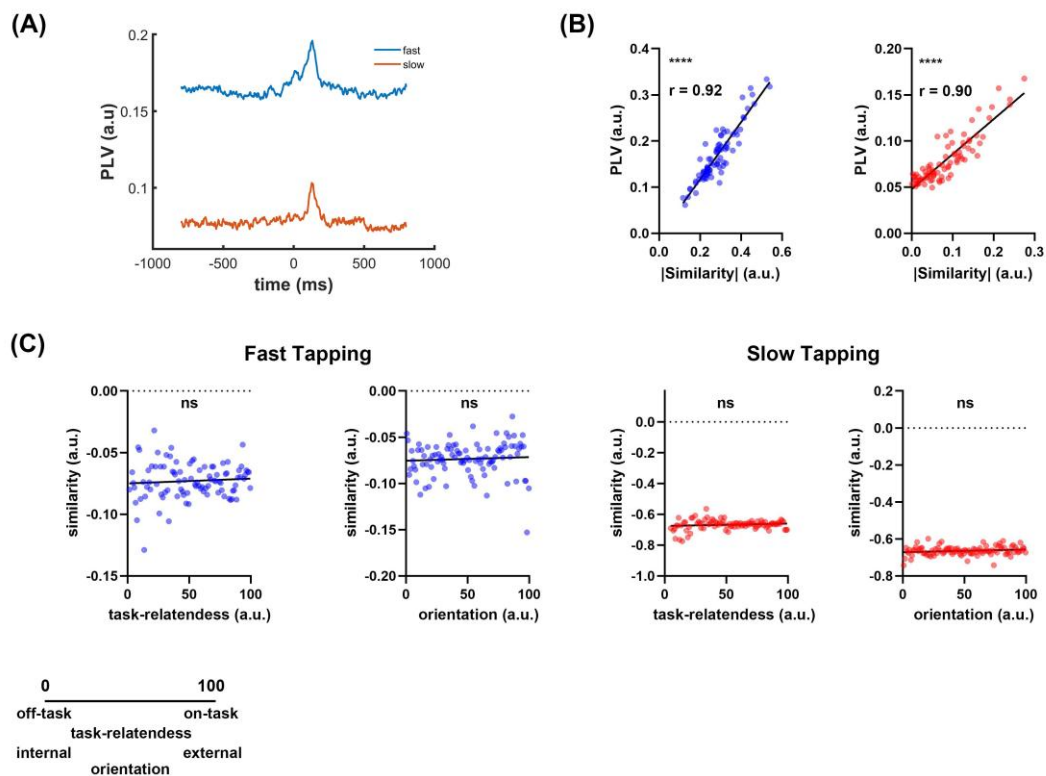 (A)
0.2
0.15
0.1
PLV (a.u)
fast
slow
-1000 -500 0 500 1000
time (ms)
(B)
0.4
0.3
0.2
0.1
0.0
PLV (a.u.)
****
r = 0.92
0.0 0.2 0.4 0.6
|Similarity| (a.u.)
0.20
0.15
0.10
0.05
0.00
PLV (a.u.)
****
r = 0.90
0.0 0.1 0.2 0.3
|Similarity| (a.u.)
(C)
Fast Tapping
0.00
-0.05
-0.10
-0.15
similarity (a.u.)
ns
0 50 100
task-relatendess (a.u.)
0.00
-0.05
-0.10
-0.15
-0.20
similarity (a.u.)
ns
0 50 100
orientation (a.u.)
Slow Tapping
0.0
-0.2
-0.4
-0.6
-0.8
-1.0
similarity (a.u.)
ns
0 50 100
task-relatendess (a.u.)
0.2
0.0
-0.2
-0.4
-0.6
-0.8
similarity (a.u.)
ns
0 50 100
orientation (a.u.)
0 100
off-task on-task
task-relatendess
internal external
orientation